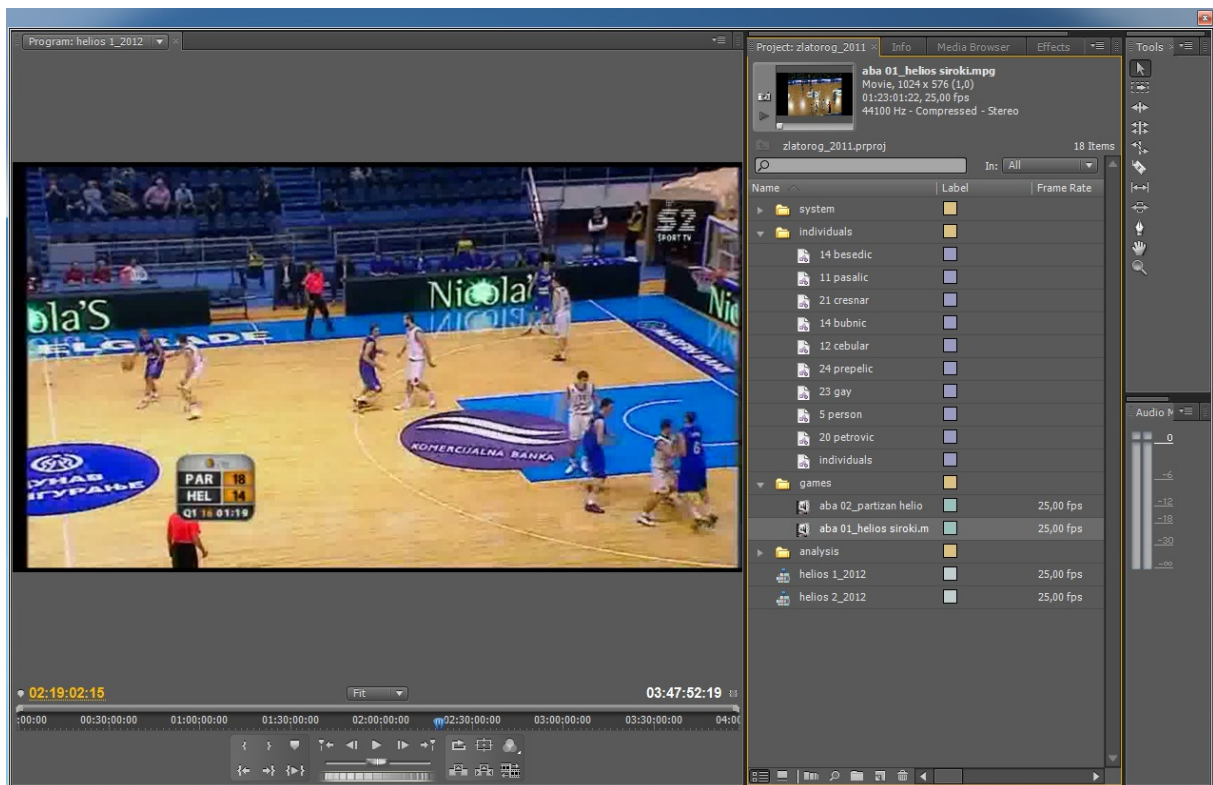 Program: helios 1_2012
Nicola'S
ola'S
Nic
ELGRADE
S2
ŠPORT TV
KOMERCIJALNA BANKA
PAR 18
HEL 14
Q1 16 01:19
02:19:02:15
Fit
03:47:52:19
;00:00 00:30;00:00 01:00;00:00 01:30;00:00 02:00;00:00 02:30;00:00 03:00;00:00 03:30;00:00 04:00
Project: zlatorog_2011 Info Media Browser Effects
aba 01_helios siroki.mpg
Movie, 1024 x 576 (1,0)
01:23:01:22, 25,00 fps
44100 Hz - Compressed - Stereo
zlatorog_2011.prproj 18 Items
In: All
Name Label Frame Rate
system
individuals
14 besedic
11 pasalic
21 cresnar
14 bubnic
12 cebular
24 prepelic
23 gay
5 person
20 petrovic
individuals
games
aba 02_partizan helio 25,00 fps
aba 01_helios siroki.m 25,00 fps
analysis
helios 1_2012 25,00 fps
helios 2_2012 25,00 fps
Tools
Audio M
0
-6
-12
-18
-30
-∞